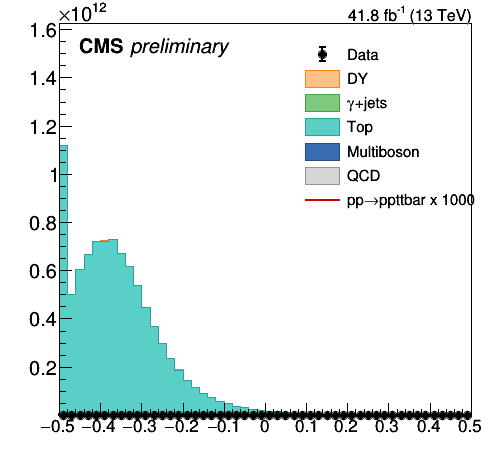 ×10¹²
41.8 fb⁻¹ (13 TeV)
CMS preliminary
Data
DY
γ+jets
Top
Multiboson
QCD
pp→ppttbar x 1000
1.6
1.4
1.2
1
0.8
0.6
0.4
0.2
−0.5 −0.4 −0.3 −0.2 −0.1 0 0.1 0.2 0.3 0.4 0.5